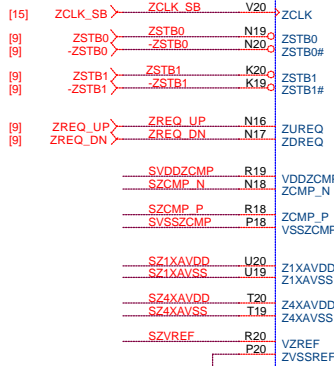 [15] ZCLK_SB ZCLK_SB V20 ZCLK
[9] ZSTB0 ZSTB0 N19 ZSTB0
[9] -ZSTB0 -ZSTB0 N20 ZSTB0#
[9] ZSTB1 ZSTB1 K20 ZSTB1
[9] -ZSTB1 -ZSTB1 K19 ZSTB1#
[9] ZREQ_UP ZREQ_UP N16 ZUREQ
[9] ZREQ_DN ZREQ_DN N17 ZDREQ
SVDDZCMP R19 VDDZCMP
SZCMP_N N18 ZCMP_N
SZCMP_P R18 ZCMP_P
SVSSZCMP P18 VSSZCMP
SZ1XAVDD U20 Z1XAVDD
SZ1XAVSS U19 Z1XAVSS
SZ4XAVDD T20 Z4XAVDD
SZ4XAVSS T19 Z4XAVSS
SZVREF R20 VZREF
P20 ZVSSREF